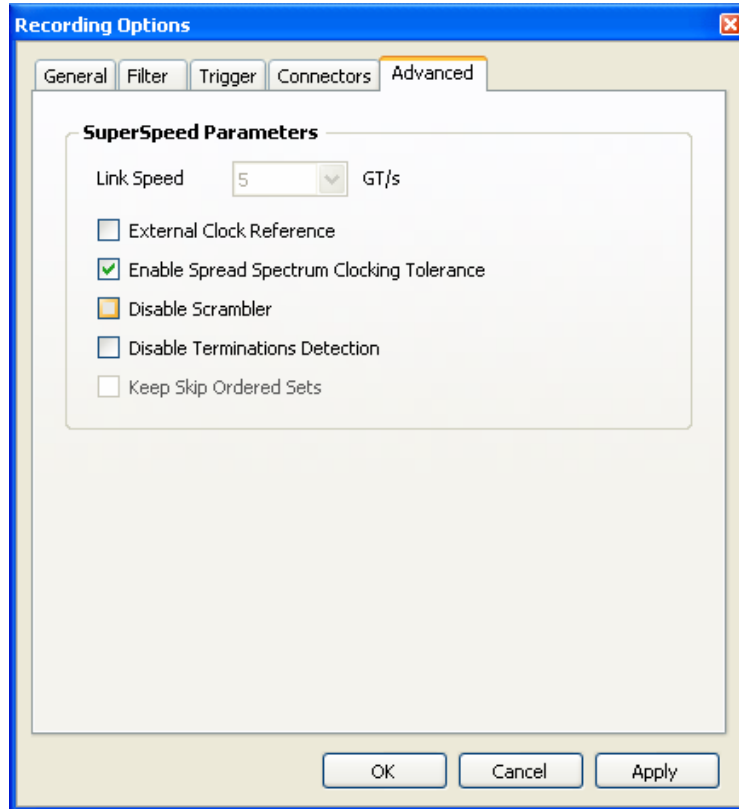 Recording Options
General Filter Trigger Connectors Advanced
SuperSpeed Parameters
Link Speed 5 GT/s
External Clock Reference
Enable Spread Spectrum Clocking Tolerance
Disable Scrambler
Disable Terminations Detection
Keep Skip Ordered Sets
OK Cancel Apply